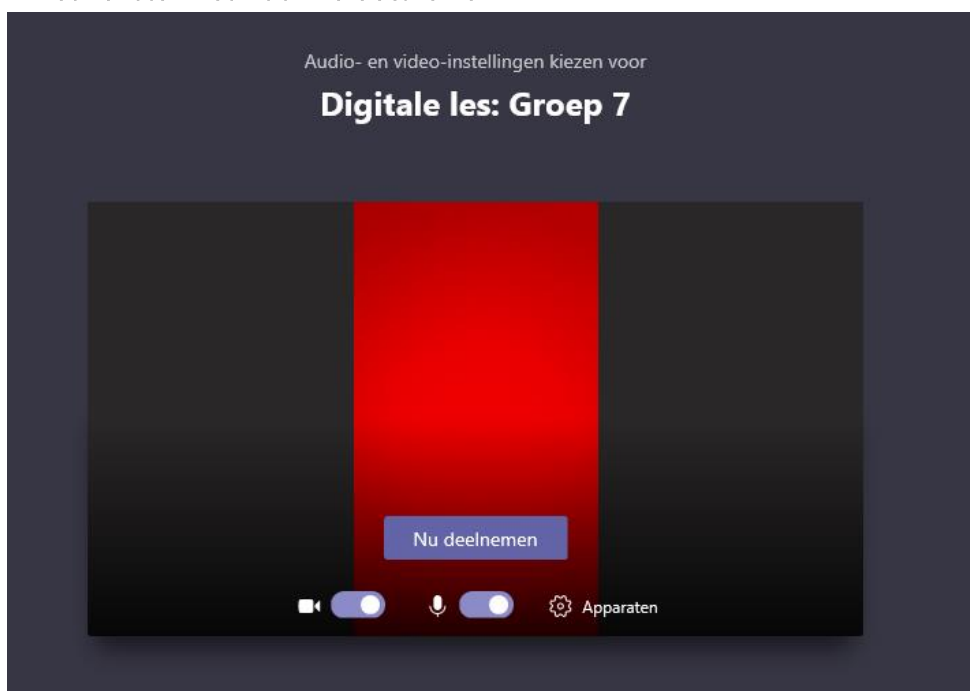 Audio- en video-instellingen kiezen voor
Digitale les: Groep 7
Nu deelnemen
Apparaten